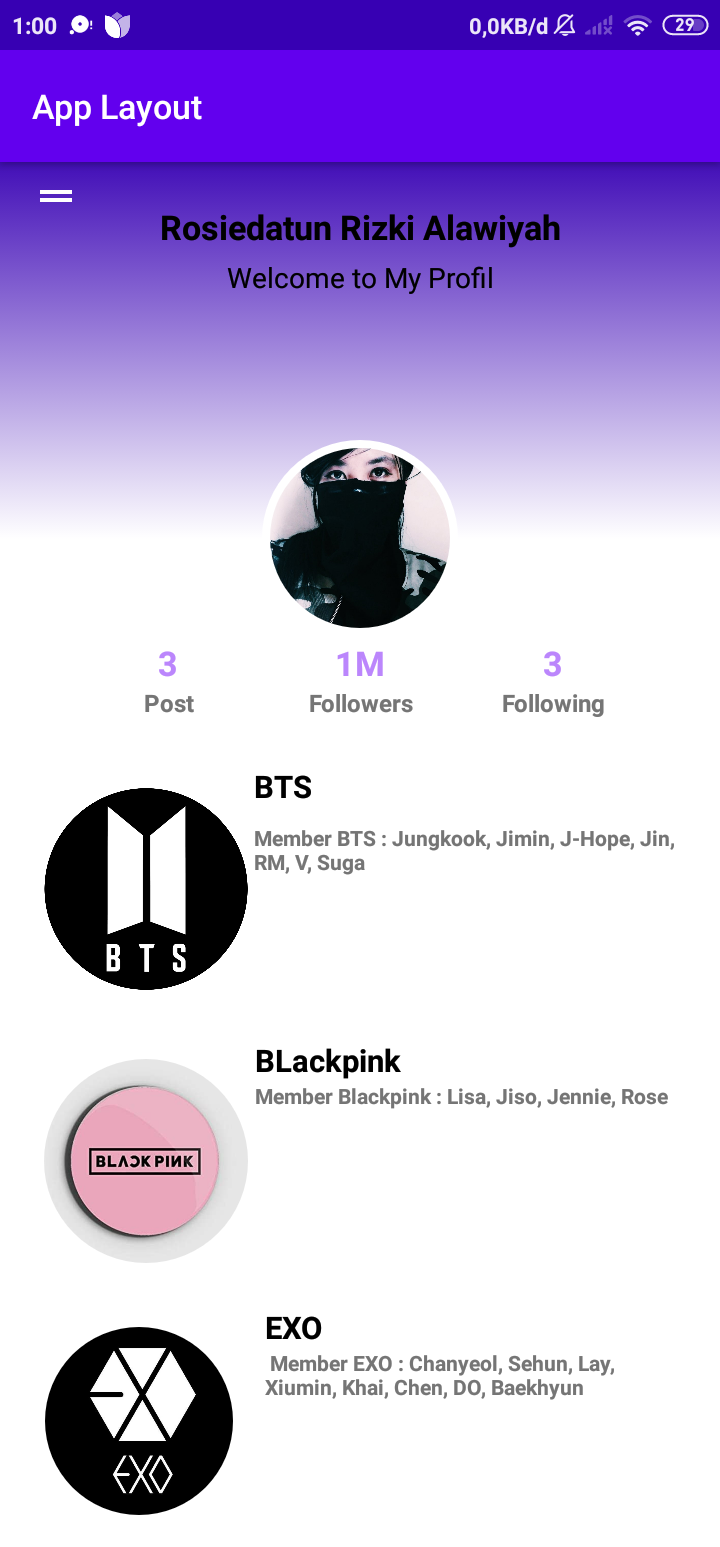 1:00
0,0KB/d
29
App Layout
Rosiedatun Rizki Alawiyah
Welcome to My Profil
3
1M
3
Post
Followers
Following
BTS
Member BTS : Jungkook, Jimin, J-Hope, Jin,
RM, V, Suga
BTS
BLackpink
Member Blackpink : Lisa, Jiso, Jennie, Rose
BLACKPINK
EXO
Member EXO : Chanyeol, Sehun, Lay,
Xiumin, Khai, Chen, DO, Baekhyun
EXO